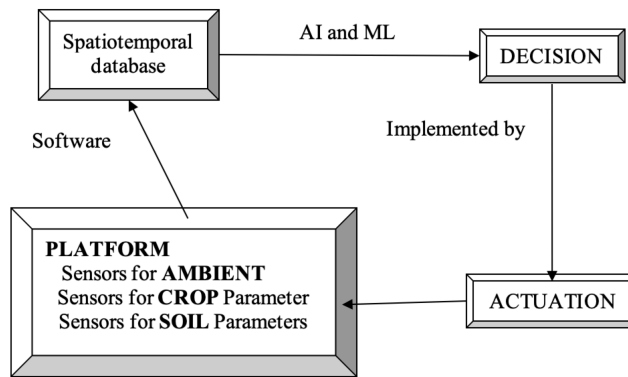 Spatiotemporal
database
AI and ML
DECISION
Software
Implemented by
PLATFORM
Sensors for AMBIENT
Sensors for CROP Parameter
Sensors for SOIL Parameters
ACTUATION